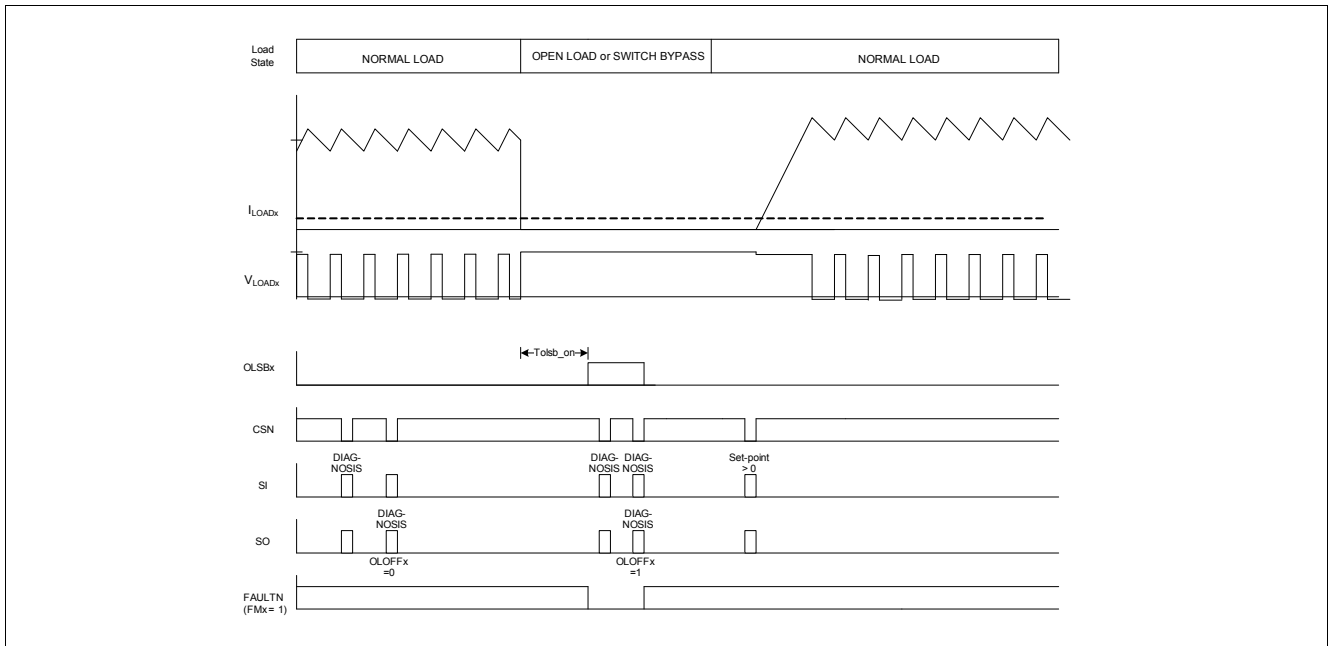 Load
State
NORMAL LOAD
OPEN LOAD or SWITCH BYPASS
NORMAL LOAD
ILOADx
VLOADx
Tolsb_on
OLSBx
CSN
DIAG-
NOSIS
DIAG-
NOSIS
DIAG-
NOSIS
Set-point
> 0
SI
DIAG-
NOSIS
DIAG-
NOSIS
SO
OLOFFx
=0
OLOFFx
=1
FAULTN
(FMx= 1)